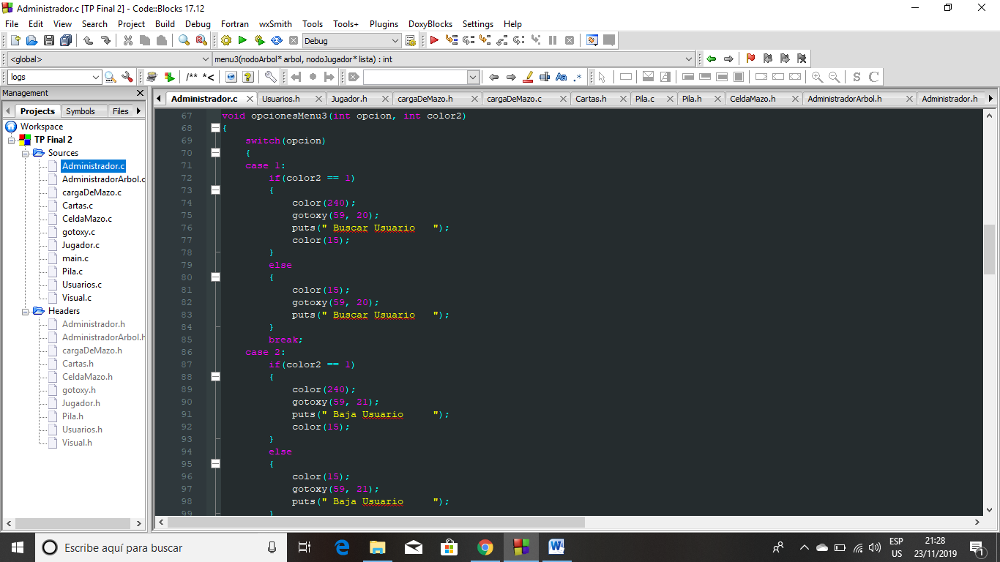 Administrador.c [TP Final 2] - Code::Blocks 17.12
File Edit View Search Project Build Debug Fortran wxSmith Tools Tools+ Plugins DoxyBlocks Settings Help
Debug
<global>
menu3(nodoArbol* arbol, nodoJugador* lista) : int
logs
/** *<
Aa .*
S C
Management
Projects Symbols Files
Workspace
TP Final 2
Sources
Administrador.c
AdministradorArbol.c
cargaDeMazo.c
Cartas.c
CeldaMazo.c
gotoxy.c
Jugador.c
main.c
Pila.c
Usuarios.c
Visual.c
Headers
Administrador.h
AdministradorArbol.h
cargaDeMazo.h
Cartas.h
CeldaMazo.h
gotoxy.h
Jugador.h
Pila.h
Usuarios.h
Visual.h
Administrador.c Usuarios.h Jugador.h cargaDeMazo.h cargaDeMazo.c Cartas.h Pila.c Pila.h CeldaMazo.h AdministradorArbol.h Administrador.h
67 void opcionesMenu3(int opcion, int color2)
68 {
69 switch(opcion)
70 {
71 case 1:
72 if(color2 == 1)
73 {
74 color(240);
75 gotoxy(59, 20);
76 puts(" Buscar Usuario   ");
77 color(15);
78 }
79 else
80 {
81 color(15);
82 gotoxy(59, 20);
83 puts(" Buscar Usuario   ");
84 }
85 break;
86 case 2:
87 if(color2 == 1)
88 {
89 color(240);
90 gotoxy(59, 21);
91 puts(" Baja Usuario     ");
92 color(15);
93 }
94 else
95 {
96 color(15);
97 gotoxy(59, 21);
98 puts(" Baja Usuario     ");
99 }
Escribe aquí para buscar
ESP
US
21:28
23/11/2019
1